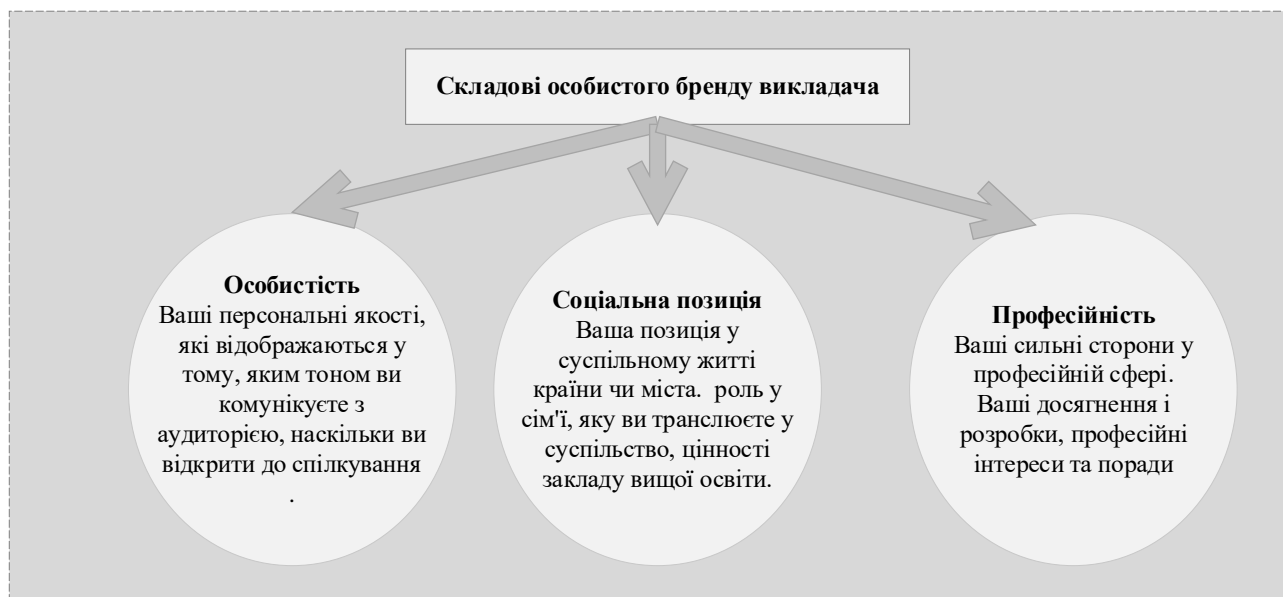 Складові особистого бренду викладача
Особистість
Ваші персональні якості,
які відображаються у
тому, яким тоном ви
комунікуєте з
аудиторією, наскільки ви
відкрити до спілкування
.
Соціальна позиція
Ваша позиція у
суспільному житті
країни чи міста.  роль у
сім'ї, яку ви транслюєте у
суспільство, цінності
закладу вищої освіти.
Професійність
Ваші сильні сторони у
професійній сфері.
Ваші досягнення і
розробки, професійні
інтереси та поради